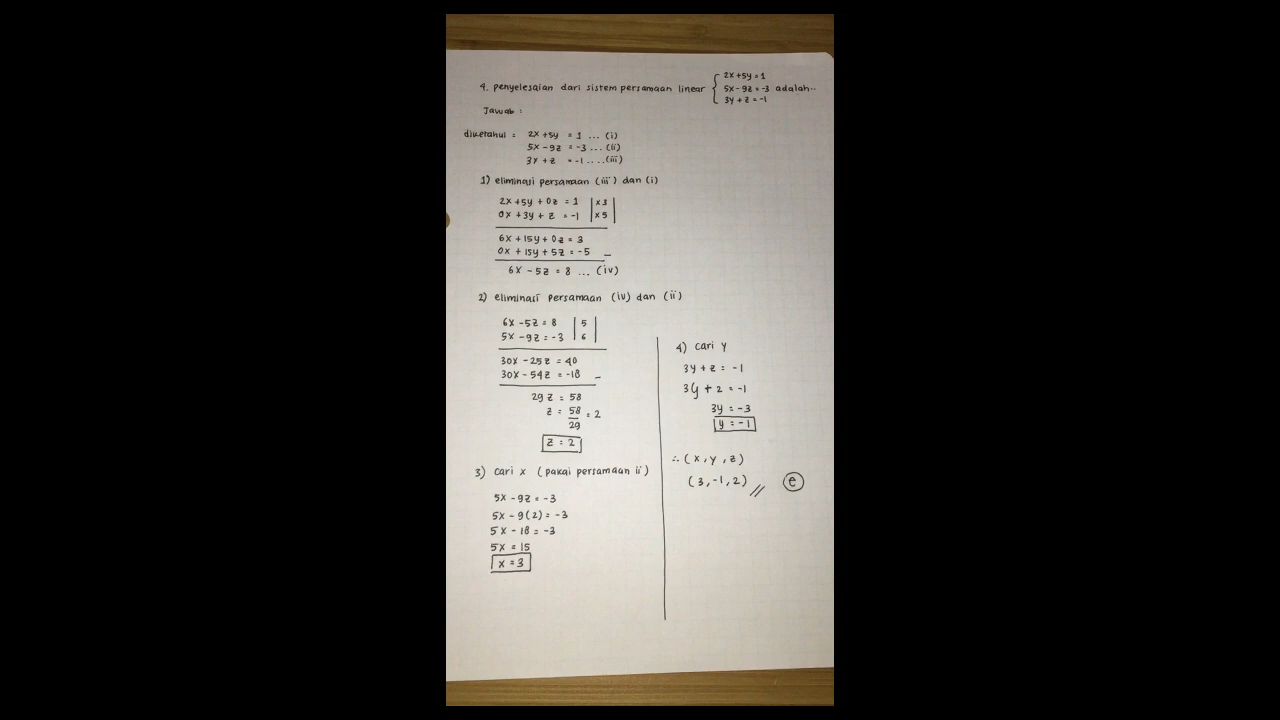 4. penyelesaian dari sistem persamaan linear { 2x + 5y = 1
5x - 9z = -3 adalah..
3y + z = -1
Jawab :
diketahui : 2x + 5y = 1 ... (i)
5x - 9z = -3 ... (ii)
3y + z = -1 .... (iii)
1) eliminasi persamaan (iii) dan (i)
2x + 5y + 0z = 1 | x 3 |
0x + 3y + z = -1 | x 5 |
6x + 15y + 0z = 3
0x + 15y + 5z = -5 -
6x - 5z = 8 ... (iv)
2) eliminasi persamaan (iv) dan (ii)
6x - 5z = 8 | 5 |
5x - 9z = -3 | 6 |
30x - 25z = 40
30x - 54z = -18 -
29z = 58
z = 58/29 = 2
z = 2
3) cari x (pakai persamaan ii)
5x - 9z = -3
5x - 9(2) = -3
5x - 18 = -3
5x = 15
x = 3
4) cari y
3y + z = -1
3y + 2 = -1
3y = -3
y = -1
∴ (x, y, z)
(3, -1, 2) // e